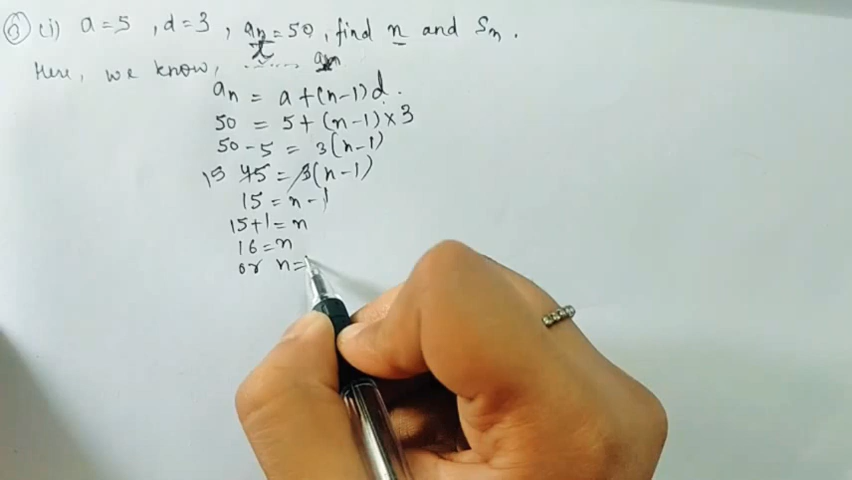 ③ (i) a = 5 , d = 3 , an = 50 , find n and Sn .
Here, we know,
an = a + (n-1)d .
50 = 5 + (n-1) × 3
50 - 5 = 3(n-1)
15 45 = 3(n-1)
15 = n - 1
15+1 = n
16 = n
or n =